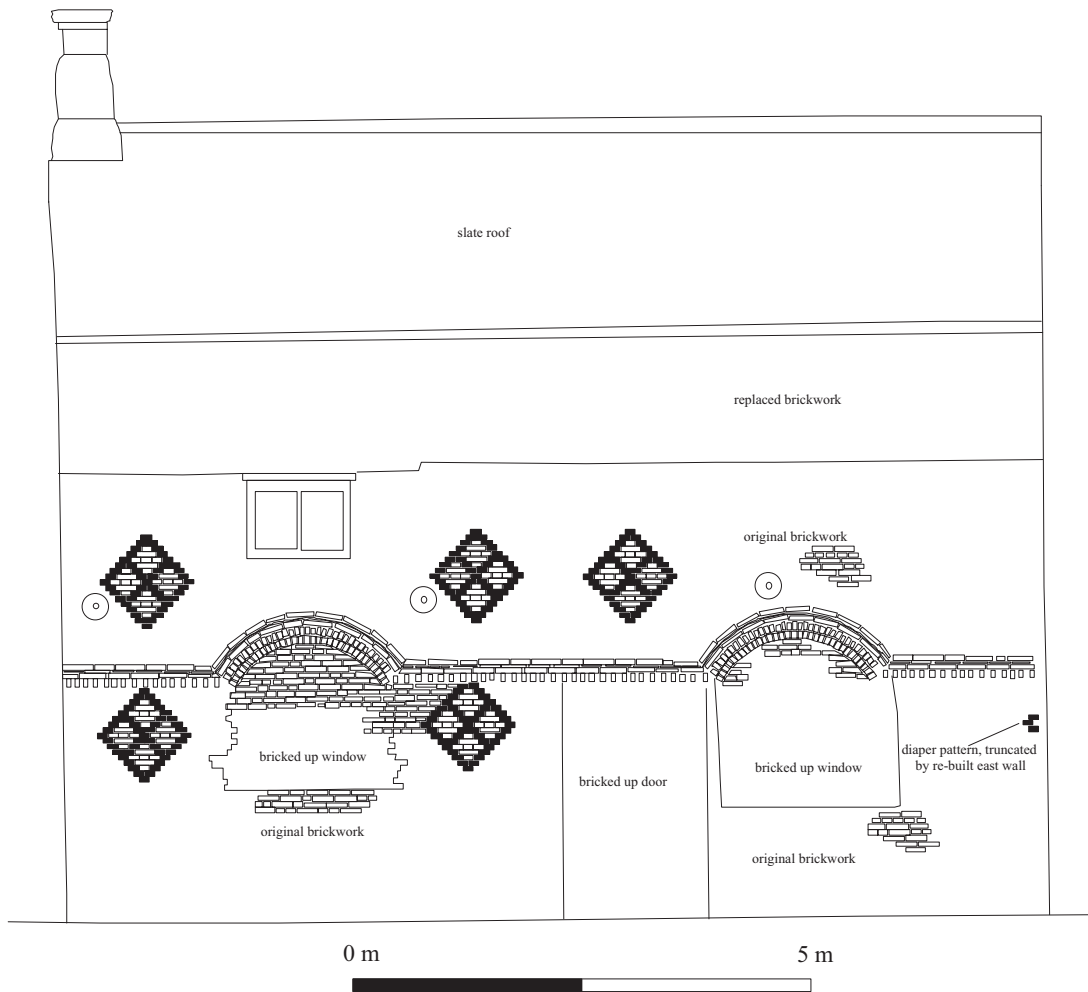 slate roof
replaced brickwork
original brickwork
bricked up window
bricked up door
bricked up window
diaper pattern, truncated
by re-built east wall
original brickwork
original brickwork
0 m
5 m